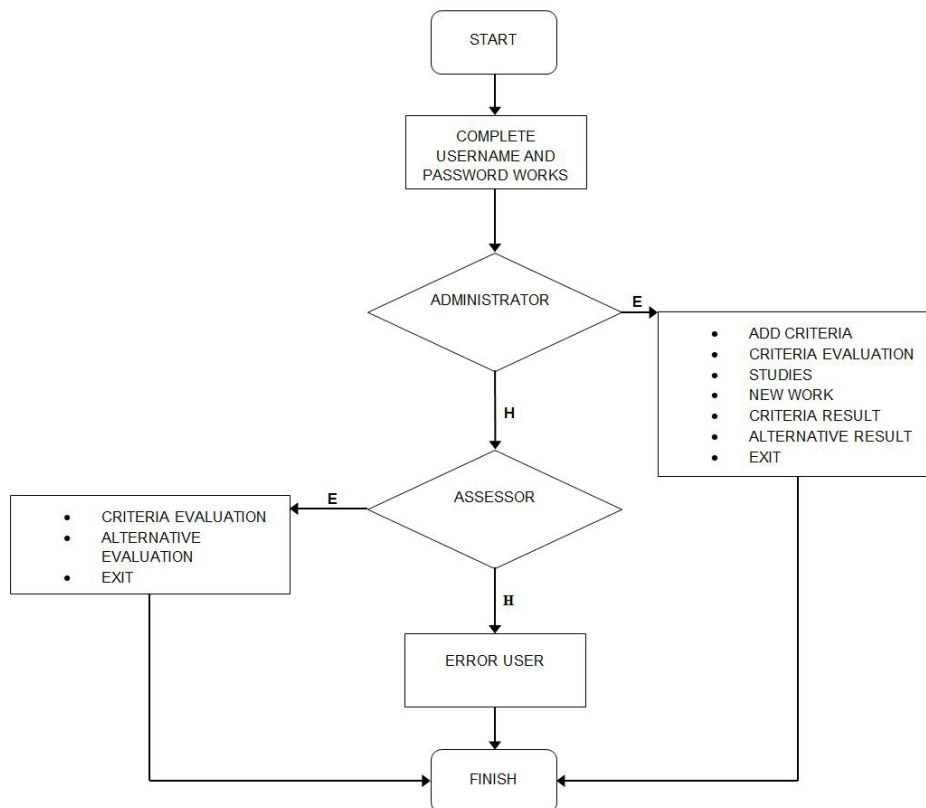 START
COMPLETE
USERNAME AND
PASSWORD WORKS
ADMINISTRATOR
E
• ADD CRITERIA
• CRITERIA EVALUATION
• STUDIES
• NEW WORK
• CRITERIA RESULT
• ALTERNATIVE RESULT
• EXIT
H
ASSESSOR
E
• CRITERIA EVALUATION
• ALTERNATIVE
EVALUATION
• EXIT
H
ERROR USER
FINISH